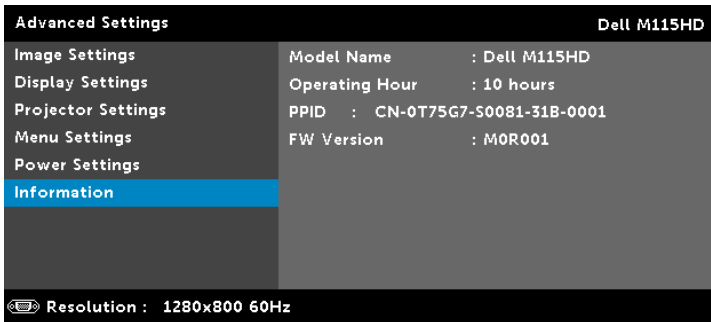 Advanced Settings Dell M115HD
Image Settings
Display Settings
Projector Settings
Menu Settings
Power Settings
Information
Model Name : Dell M115HD
Operating Hour : 10 hours
PPID : CN-0T75G7-S0081-31B-0001
FW Version : M0R001
Resolution : 1280x800 60Hz